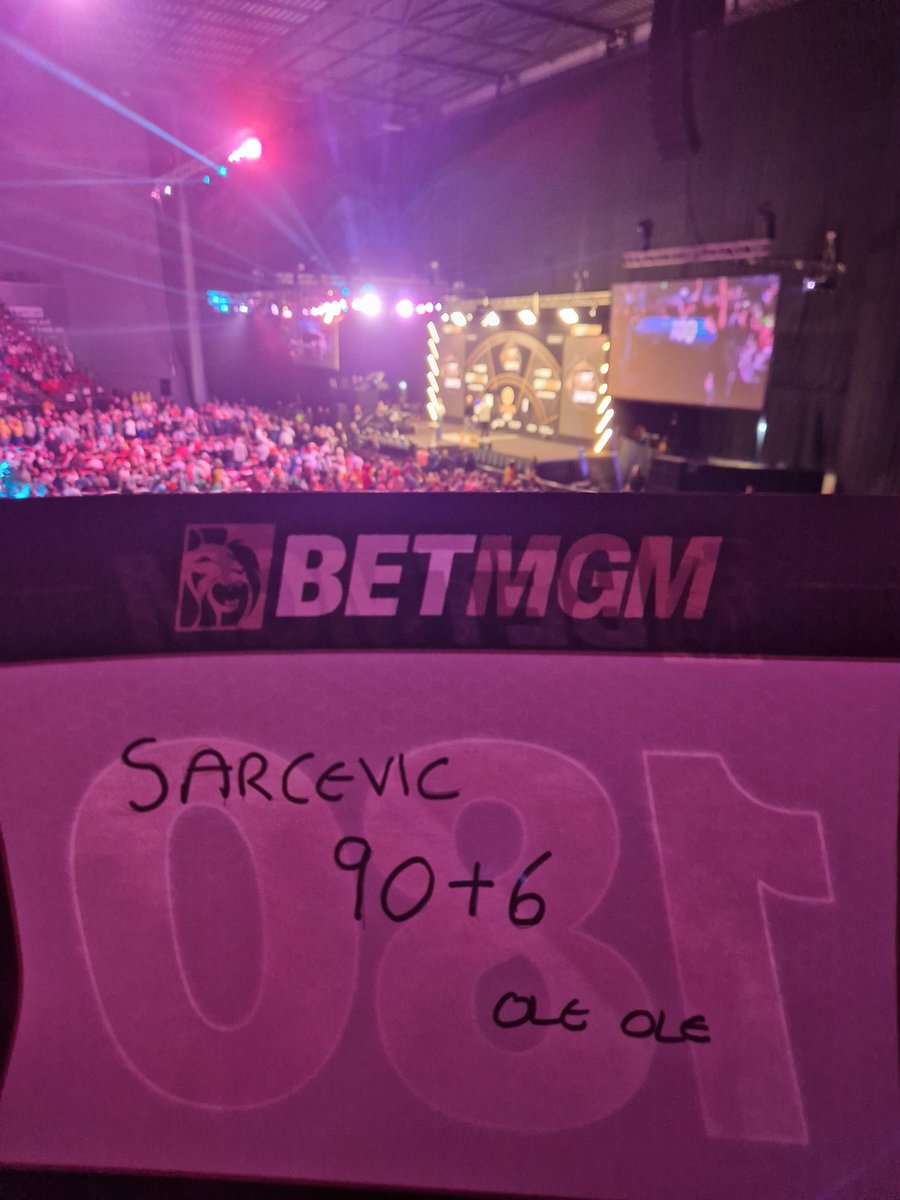 BETMGM
SARCEVIC
90+6
OLE OLE
180